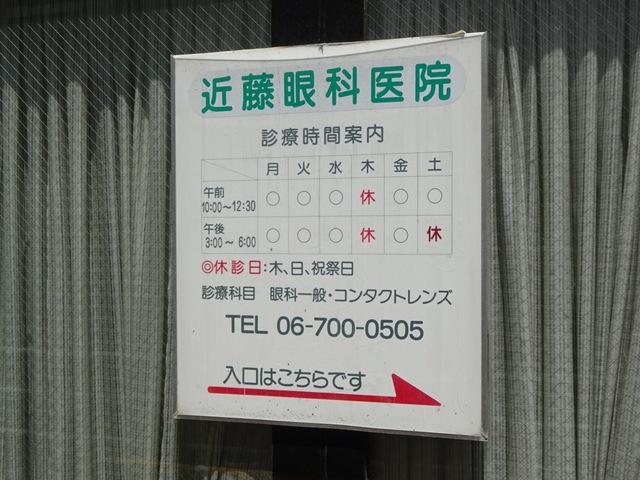 近藤眼科医院
診療時間案内
月 火 水 木 金 土
午前 10:00～12:30 ○ ○ ○ 休 ○ ○
午後 3:00～ 6:00 ○ ○ ○ 休 ○ 休
◎休診日:木、日、祝祭日
診療科目 眼科一般・コンタクトレンズ
TEL 06-700-0505
入口はこちらです